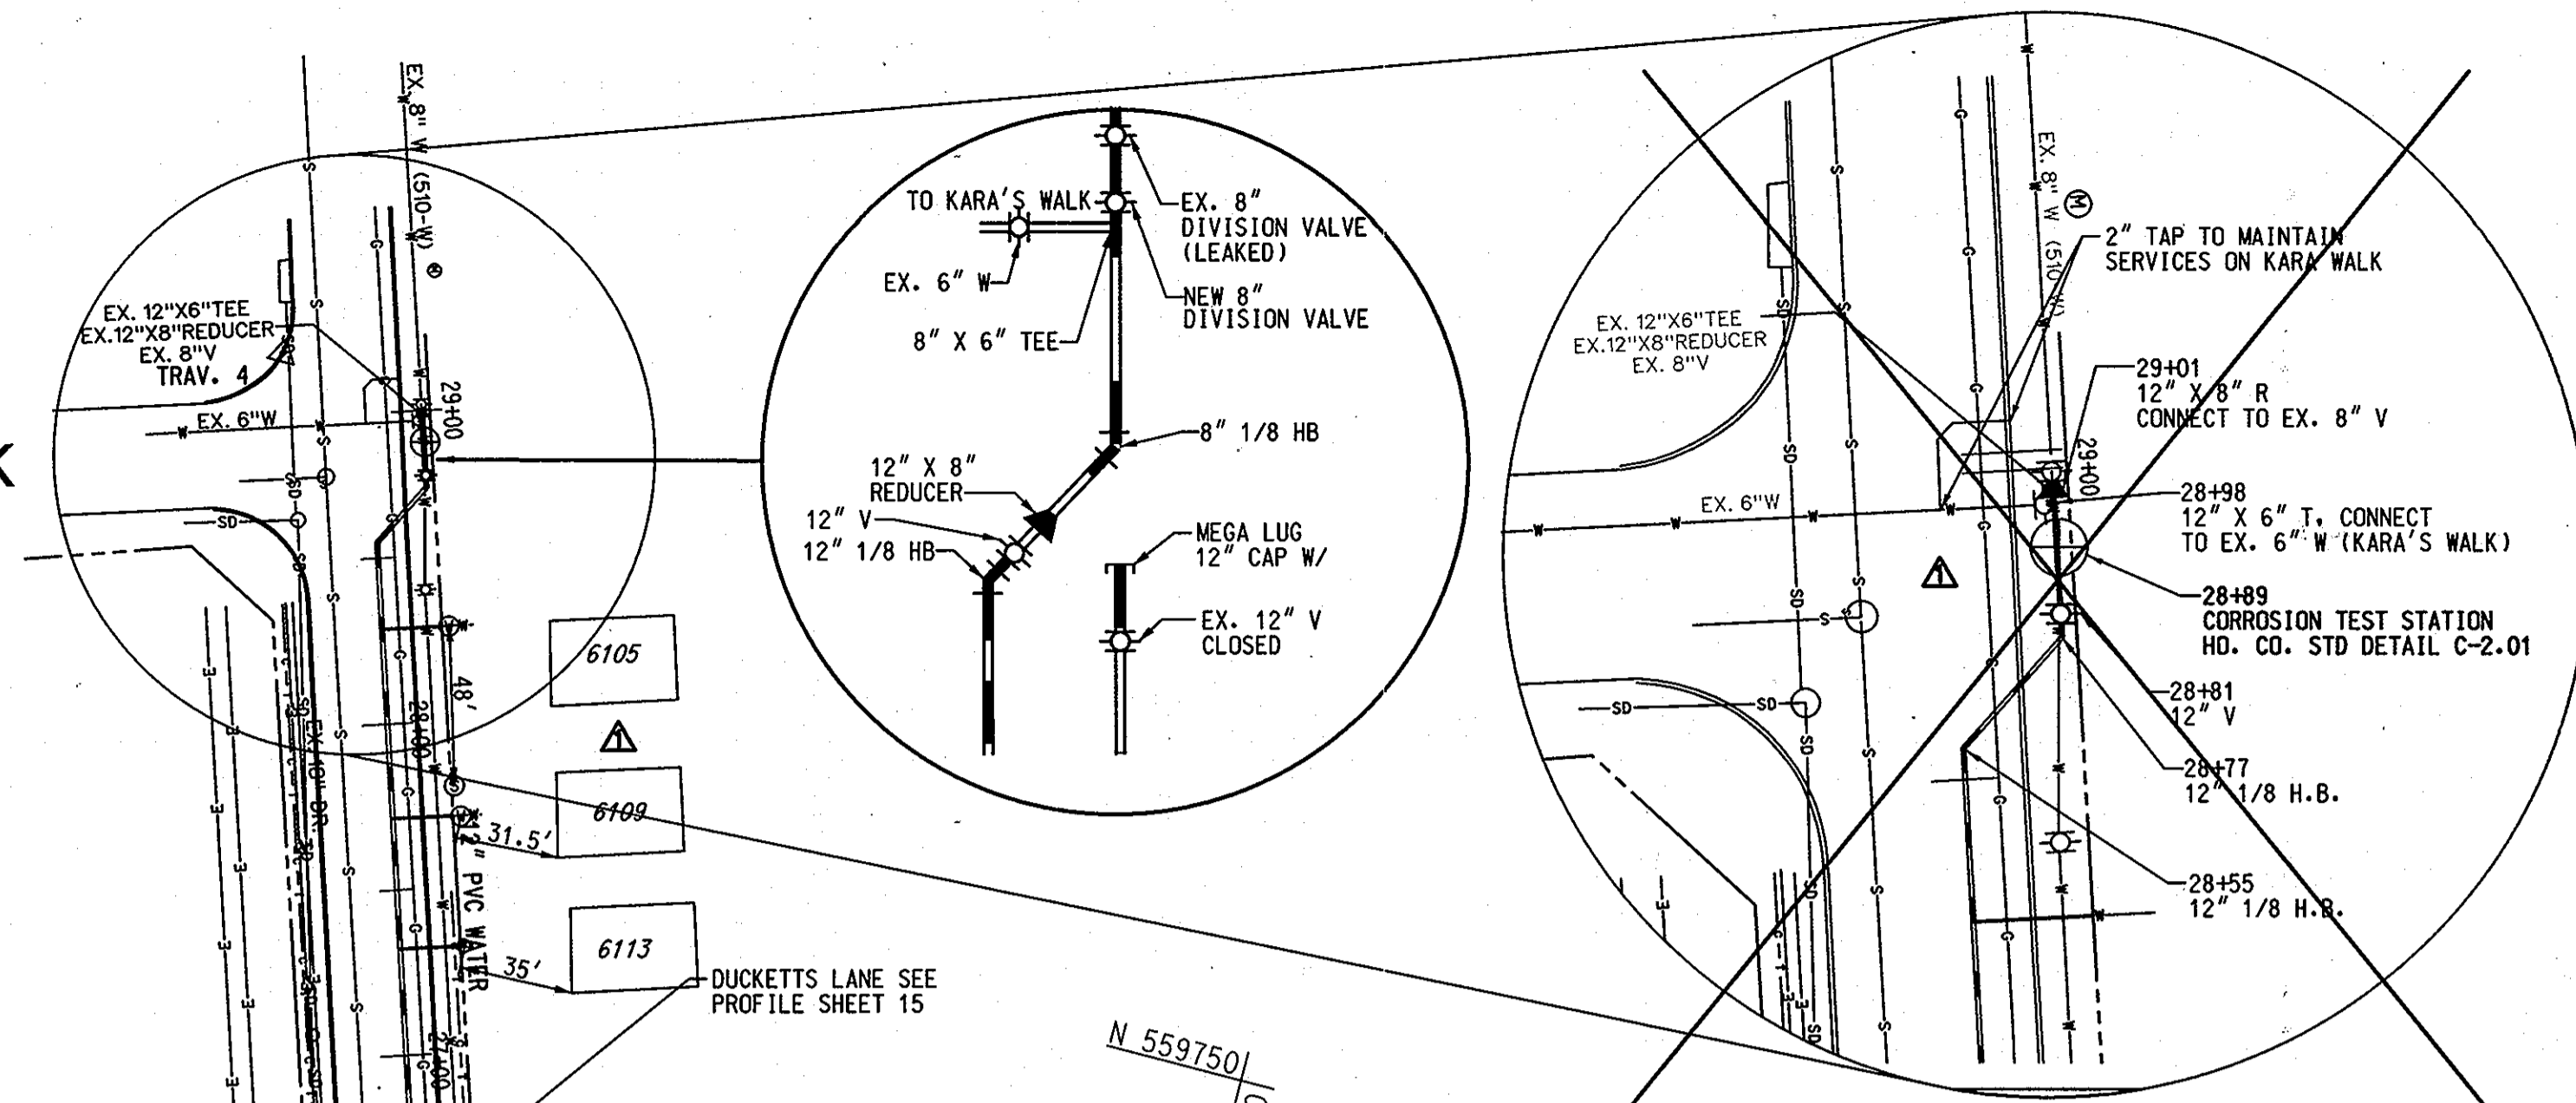 EX. 8" W (510-W)
EX. 12"X6"TEE
EX.12"X8"REDUCER
EX. 8"V
TRAV. 4
EX. 6"W
29+00
28+00
48'
EX. 10" DR.
12" PVC WATER
27+00
6105
1
6109
31.5'
6113
35'
DUCKETTS LANE SEE
PROFILE SHEET 15
TO KARA'S WALK
EX. 8"
DIVISION VALVE
(LEAKED)
EX. 6" W
NEW 8"
DIVISION VALVE
8" X 6" TEE
8" 1/8 HB
12" X 8"
REDUCER
12" V
12" 1/8 HB
MEGA LUG
12" CAP W/
EX. 12" V
CLOSED
N 559750
EX. 8" W (510-W)
M
2" TAP TO MAINTAIN
SERVICES ON KARA WALK
EX. 12"X6"TEE
EX.12"X8"REDUCER
EX. 8"V
29+01
12" X 8" R
CONNECT TO EX. 8" V
29+00
EX. 6"W
28+98
12" X 6" T, CONNECT
TO EX. 6" W (KARA'S WALK)
1
28+89
CORROSION TEST STATION
HO. CO. STD DETAIL C-2.01
28+81
12" V
28+77
12" 1/8 H.B.
28+55
12" 1/8 H.B.